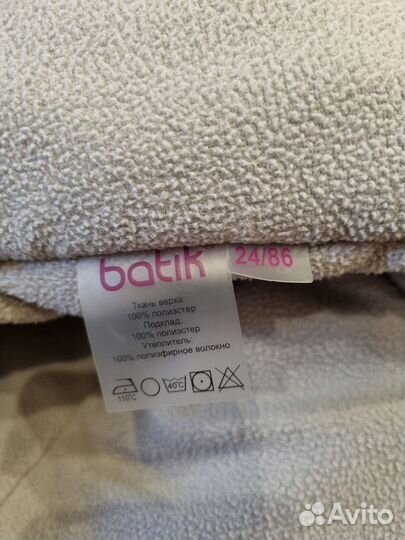 batik
24/86
Ткань верха:
100% полиэстер
Подклад:
100% полиэстер
Утеплитель:
100% полиэфирное волокно
110°C
40°C
Avito